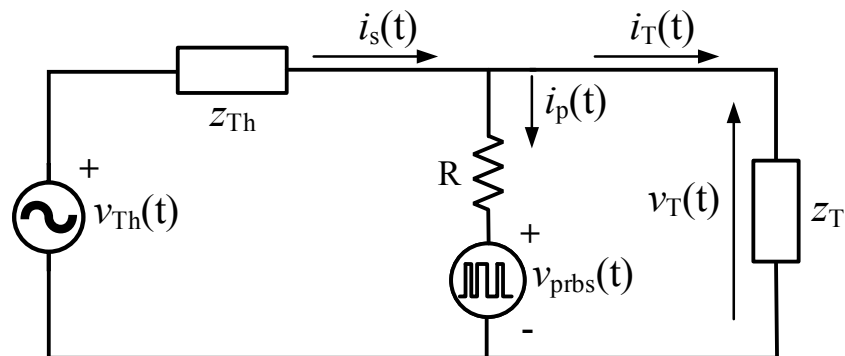 i_s(t)
i_T(t)
z_Th
i_p(t)
R
+
v_Th(t)
v_T(t)
z_T
+
v_prbs(t)
-